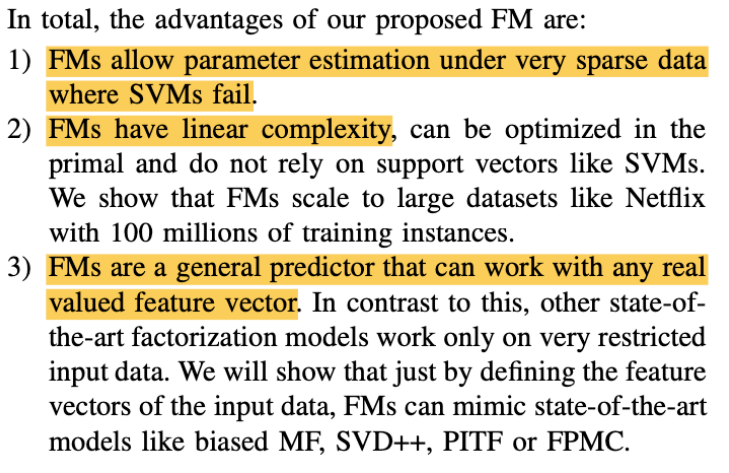 In total, the advantages of our proposed FM are:
1) FMs allow parameter estimation under very sparse data
where SVMs fail.
2) FMs have linear complexity, can be optimized in the
primal and do not rely on support vectors like SVMs.
We show that FMs scale to large datasets like Netflix
with 100 millions of training instances.
3) FMs are a general predictor that can work with any real
valued feature vector. In contrast to this, other state-of-
the-art factorization models work only on very restricted
input data. We will show that just by defining the feature
vectors of the input data, FMs can mimic state-of-the-art
models like biased MF, SVD++, PITF or FPMC.